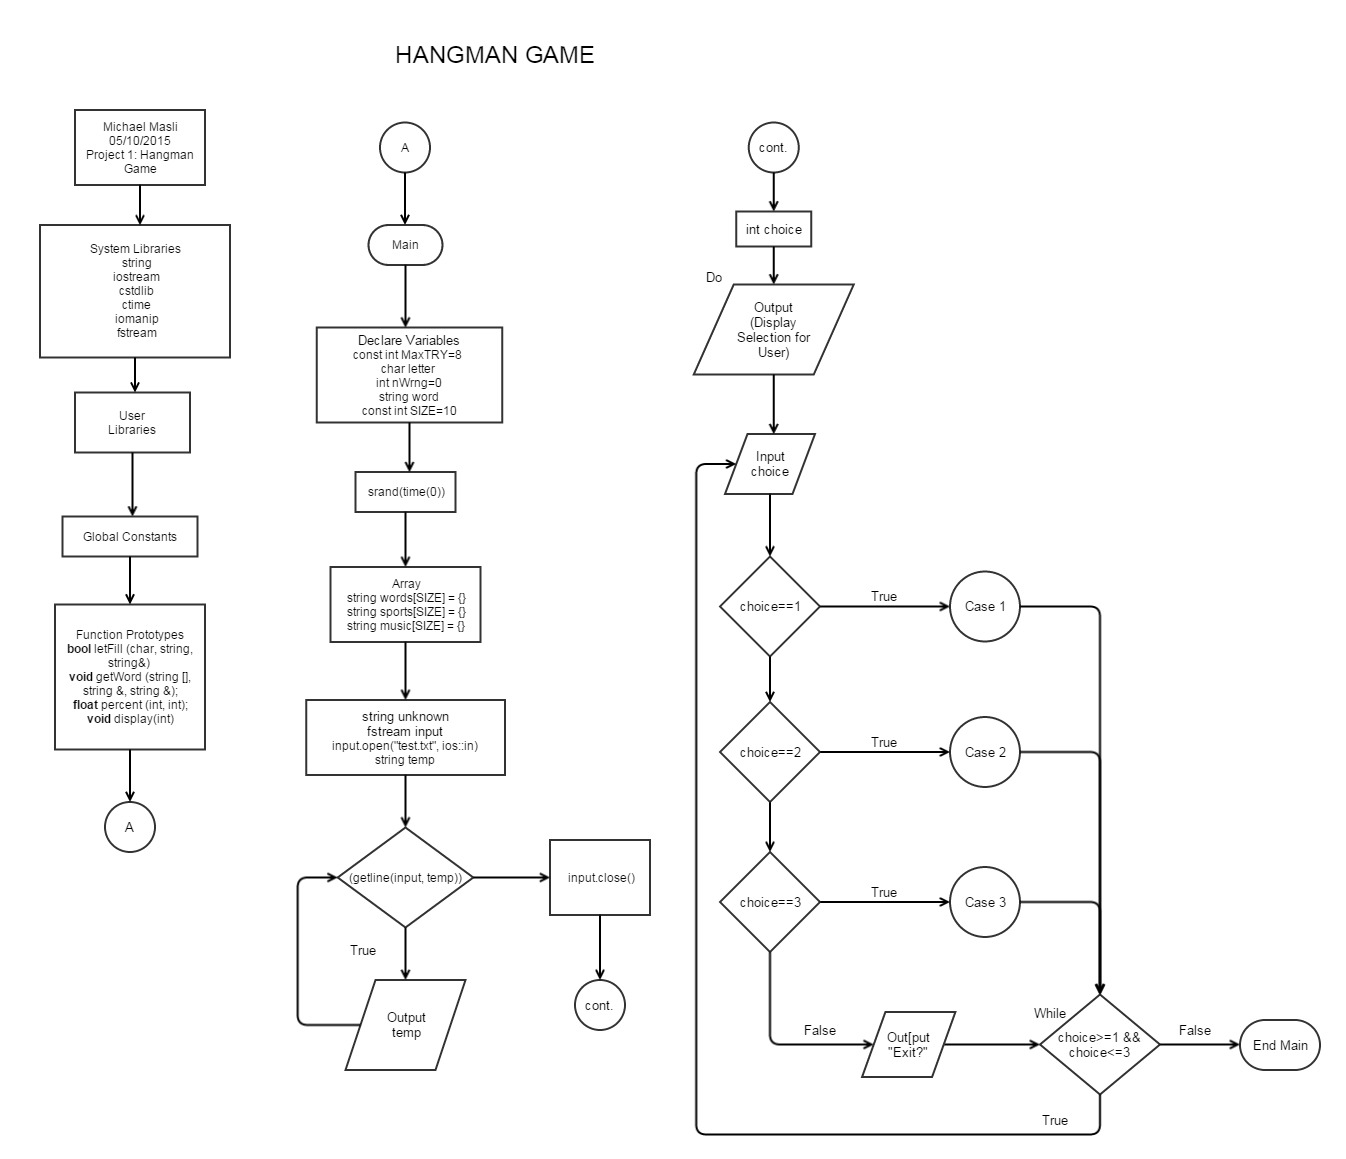 HANGMAN GAME
Michael Masli
05/10/2015
Project 1: Hangman
Game
System Libraries
string
iostream
cstdlib
ctime
iomanip
fstream
User
Libraries
Global Constants
Function Prototypes
bool letFill (char, string,
string&)
void getWord (string [],
string &, string &);
float percent (int, int);
void display(int)
A
A
Main
Declare Variables
const int MaxTRY=8
char letter
int nWrng=0
string word
const int SIZE=10
srand(time(0))
Array
string words[SIZE] = {}
string sports[SIZE] = {}
string music[SIZE] = {}
string unknown
fstream input
input.open("test.txt", ios::in)
string temp
(getline(input, temp))
input.close()
True
Output
temp
cont.
cont.
int choice
Do
Output
(Display
Selection for
User)
Input
choice
choice==1
True
Case 1
choice==2
True
Case 2
choice==3
True
Case 3
False
Out[put
"Exit?"
While
choice>=1 &&
choice<=3
False
End Main
True